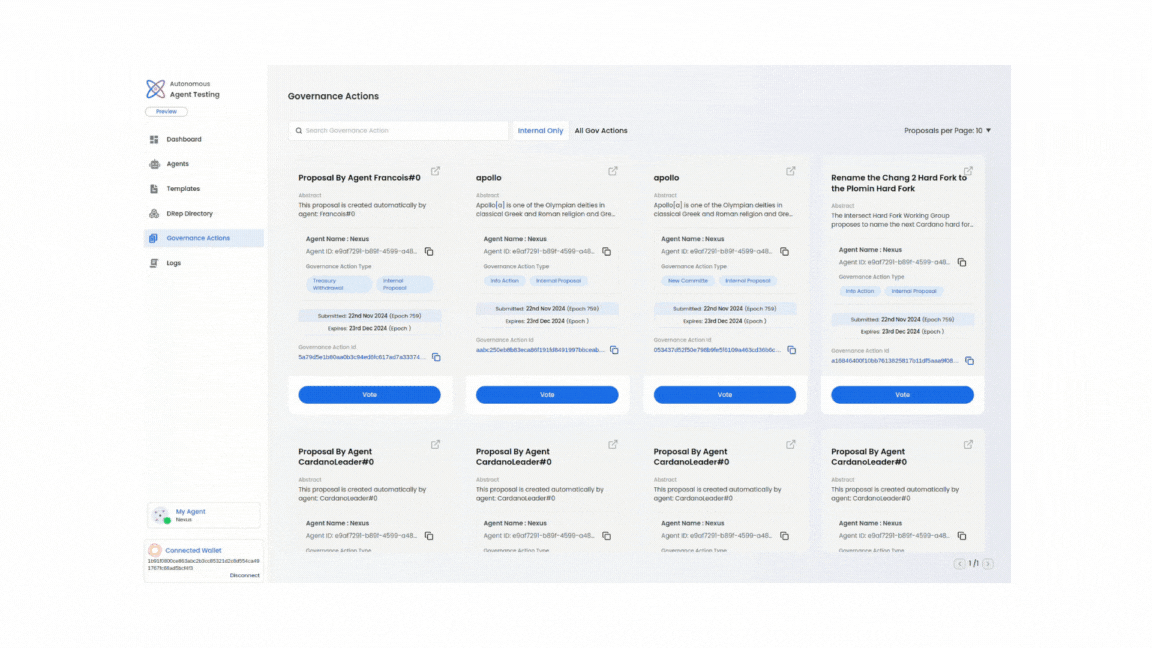 Autonomous
Agent Testing
Preview
Dashboard
Agents
Templates
DRep Directory
Governance Actions
Logs
My Agent
Nexus
Connected Wallet
Disconnect
Governance Actions
Search Governance Action
Internal Only
All Gov Actions
Proposals per Page: 10
Proposal By Agent Francois#0
Abstract
This proposal is created automatically by
agent: Francois#0
Agent Name : Nexus
Agent ID: e9af7291-b89f-4599-a48...
Governance Action Type
Treasury
Withdrawal
Internal
Proposal
Submitted: 22nd Nov 2024 (Epoch 759)
Expires: 23rd Dec 2024 (Epoch )
Governance Action Id
Vote
apollo
Abstract
Apollo[a] is one of the Olympian deities in
classical Greek and Roman religion and Gre...
Agent Name : Nexus
Agent ID: e9af7291-b89f-4599-a48...
Governance Action Type
Info Action
Internal Proposal
Submitted: 22nd Nov 2024 (Epoch 759)
Expires: 23rd Dec 2024 (Epoch )
Governance Action Id
Vote
apollo
Abstract
Apollo[a] is one of the Olympian deities in
classical Greek and Roman religion and Gre...
Agent Name : Nexus
Agent ID: e9af7291-b89f-4599-a48...
Governance Action Type
New Committe
Internal Proposal
Submitted: 22nd Nov 2024 (Epoch 759)
Expires: 23rd Dec 2024 (Epoch )
Governance Action Id
Vote
Rename the Chang 2 Hard Fork to
the Plomin Hard Fork
Abstract
The Intersect Hard Fork Working Group
proposes to name the next Cardano hard for...
Agent Name : Nexus
Agent ID: e9af7291-b89f-4599-a48...
Governance Action Type
Info Action
Internal Proposal
Submitted: 22nd Nov 2024 (Epoch 759)
Expires: 23rd Dec 2024 (Epoch )
Governance Action Id
Vote
Proposal By Agent
CardanoLeader#0
Abstract
This proposal is created automatically by
agent: CardanoLeader#0
Agent Name : Nexus
Agent ID: e9af7291-b89f-4599-a48...
Governance Action Type
Proposal By Agent
CardanoLeader#0
Abstract
This proposal is created automatically by
agent: CardanoLeader#0
Agent Name : Nexus
Agent ID: e9af7291-b89f-4599-a48...
Governance Action Type
Proposal By Agent
CardanoLeader#0
Abstract
This proposal is created automatically by
agent: CardanoLeader#0
Agent Name : Nexus
Agent ID: e9af7291-b89f-4599-a48...
Governance Action Type
Proposal By Agent
CardanoLeader#0
Abstract
This proposal is created automatically by
agent: CardanoLeader#0
Agent Name : Nexus
Agent ID: e9af7291-b89f-4599-a48...
Governance Action Type
1 /1